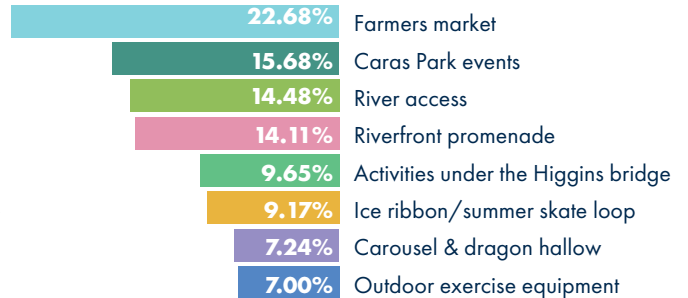 22.68% Farmers market
15.68% Caras Park events
14.48% River access
14.11% Riverfront promenade
9.65% Activities under the Higgins bridge
9.17% Ice ribbon/summer skate loop
7.24% Carousel & dragon hallow
7.00% Outdoor exercise equipment